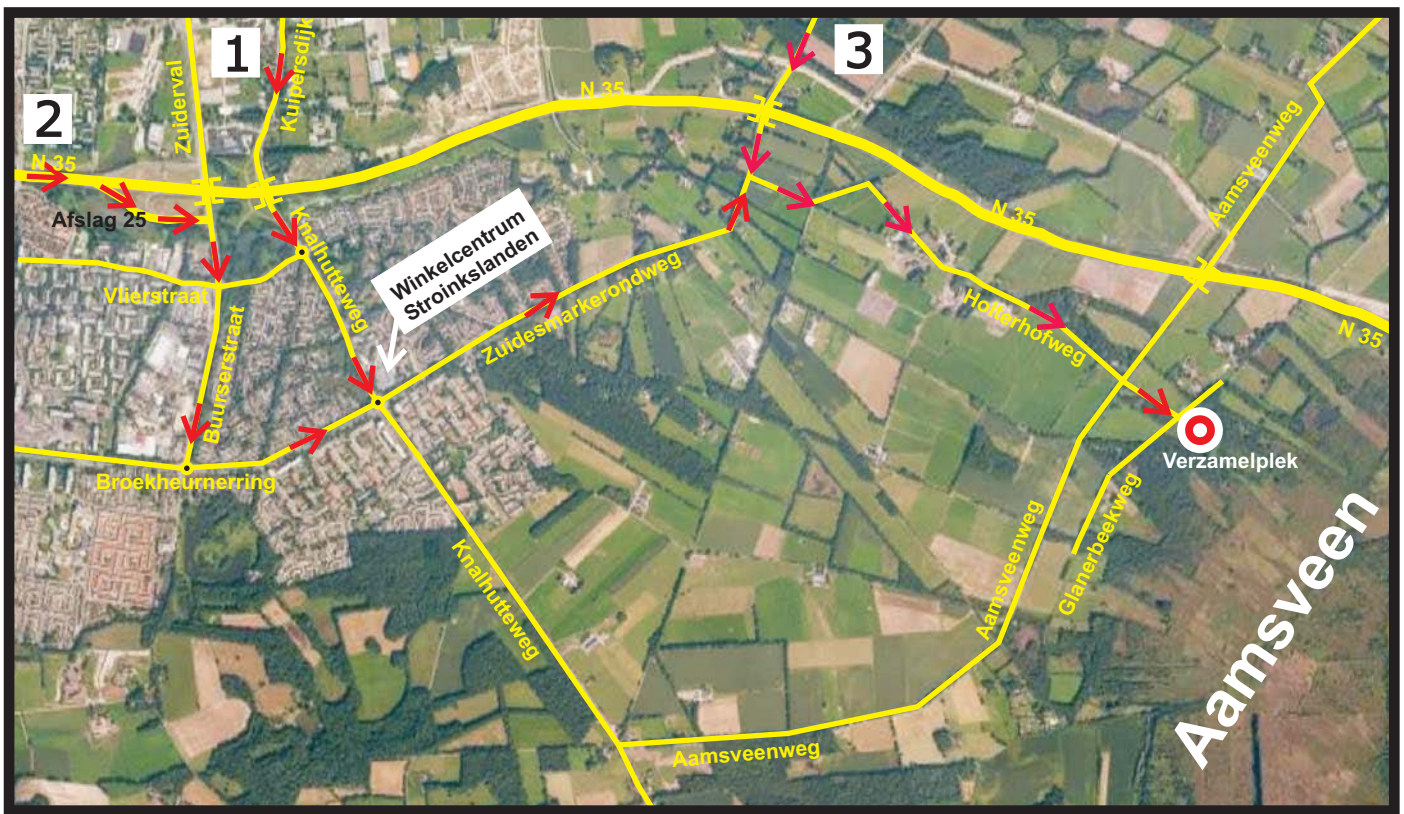 1
Kuipersdijk
3
Zuiderval
2
N 35
N 35
Aamsveenweg
Afslag 25
Knalhutteweg
N 35
Winkelcentrum
Stroinkslanden
Vlierstraat
Zuidesmarkerondweg
Holterhofweg
N 35
Buurserstraat
Verzamelplek
Broekheurnerring
Knalhutteweg
Aamsveenweg
Glanerbeekweg
Aamsveen
Aamsveenweg